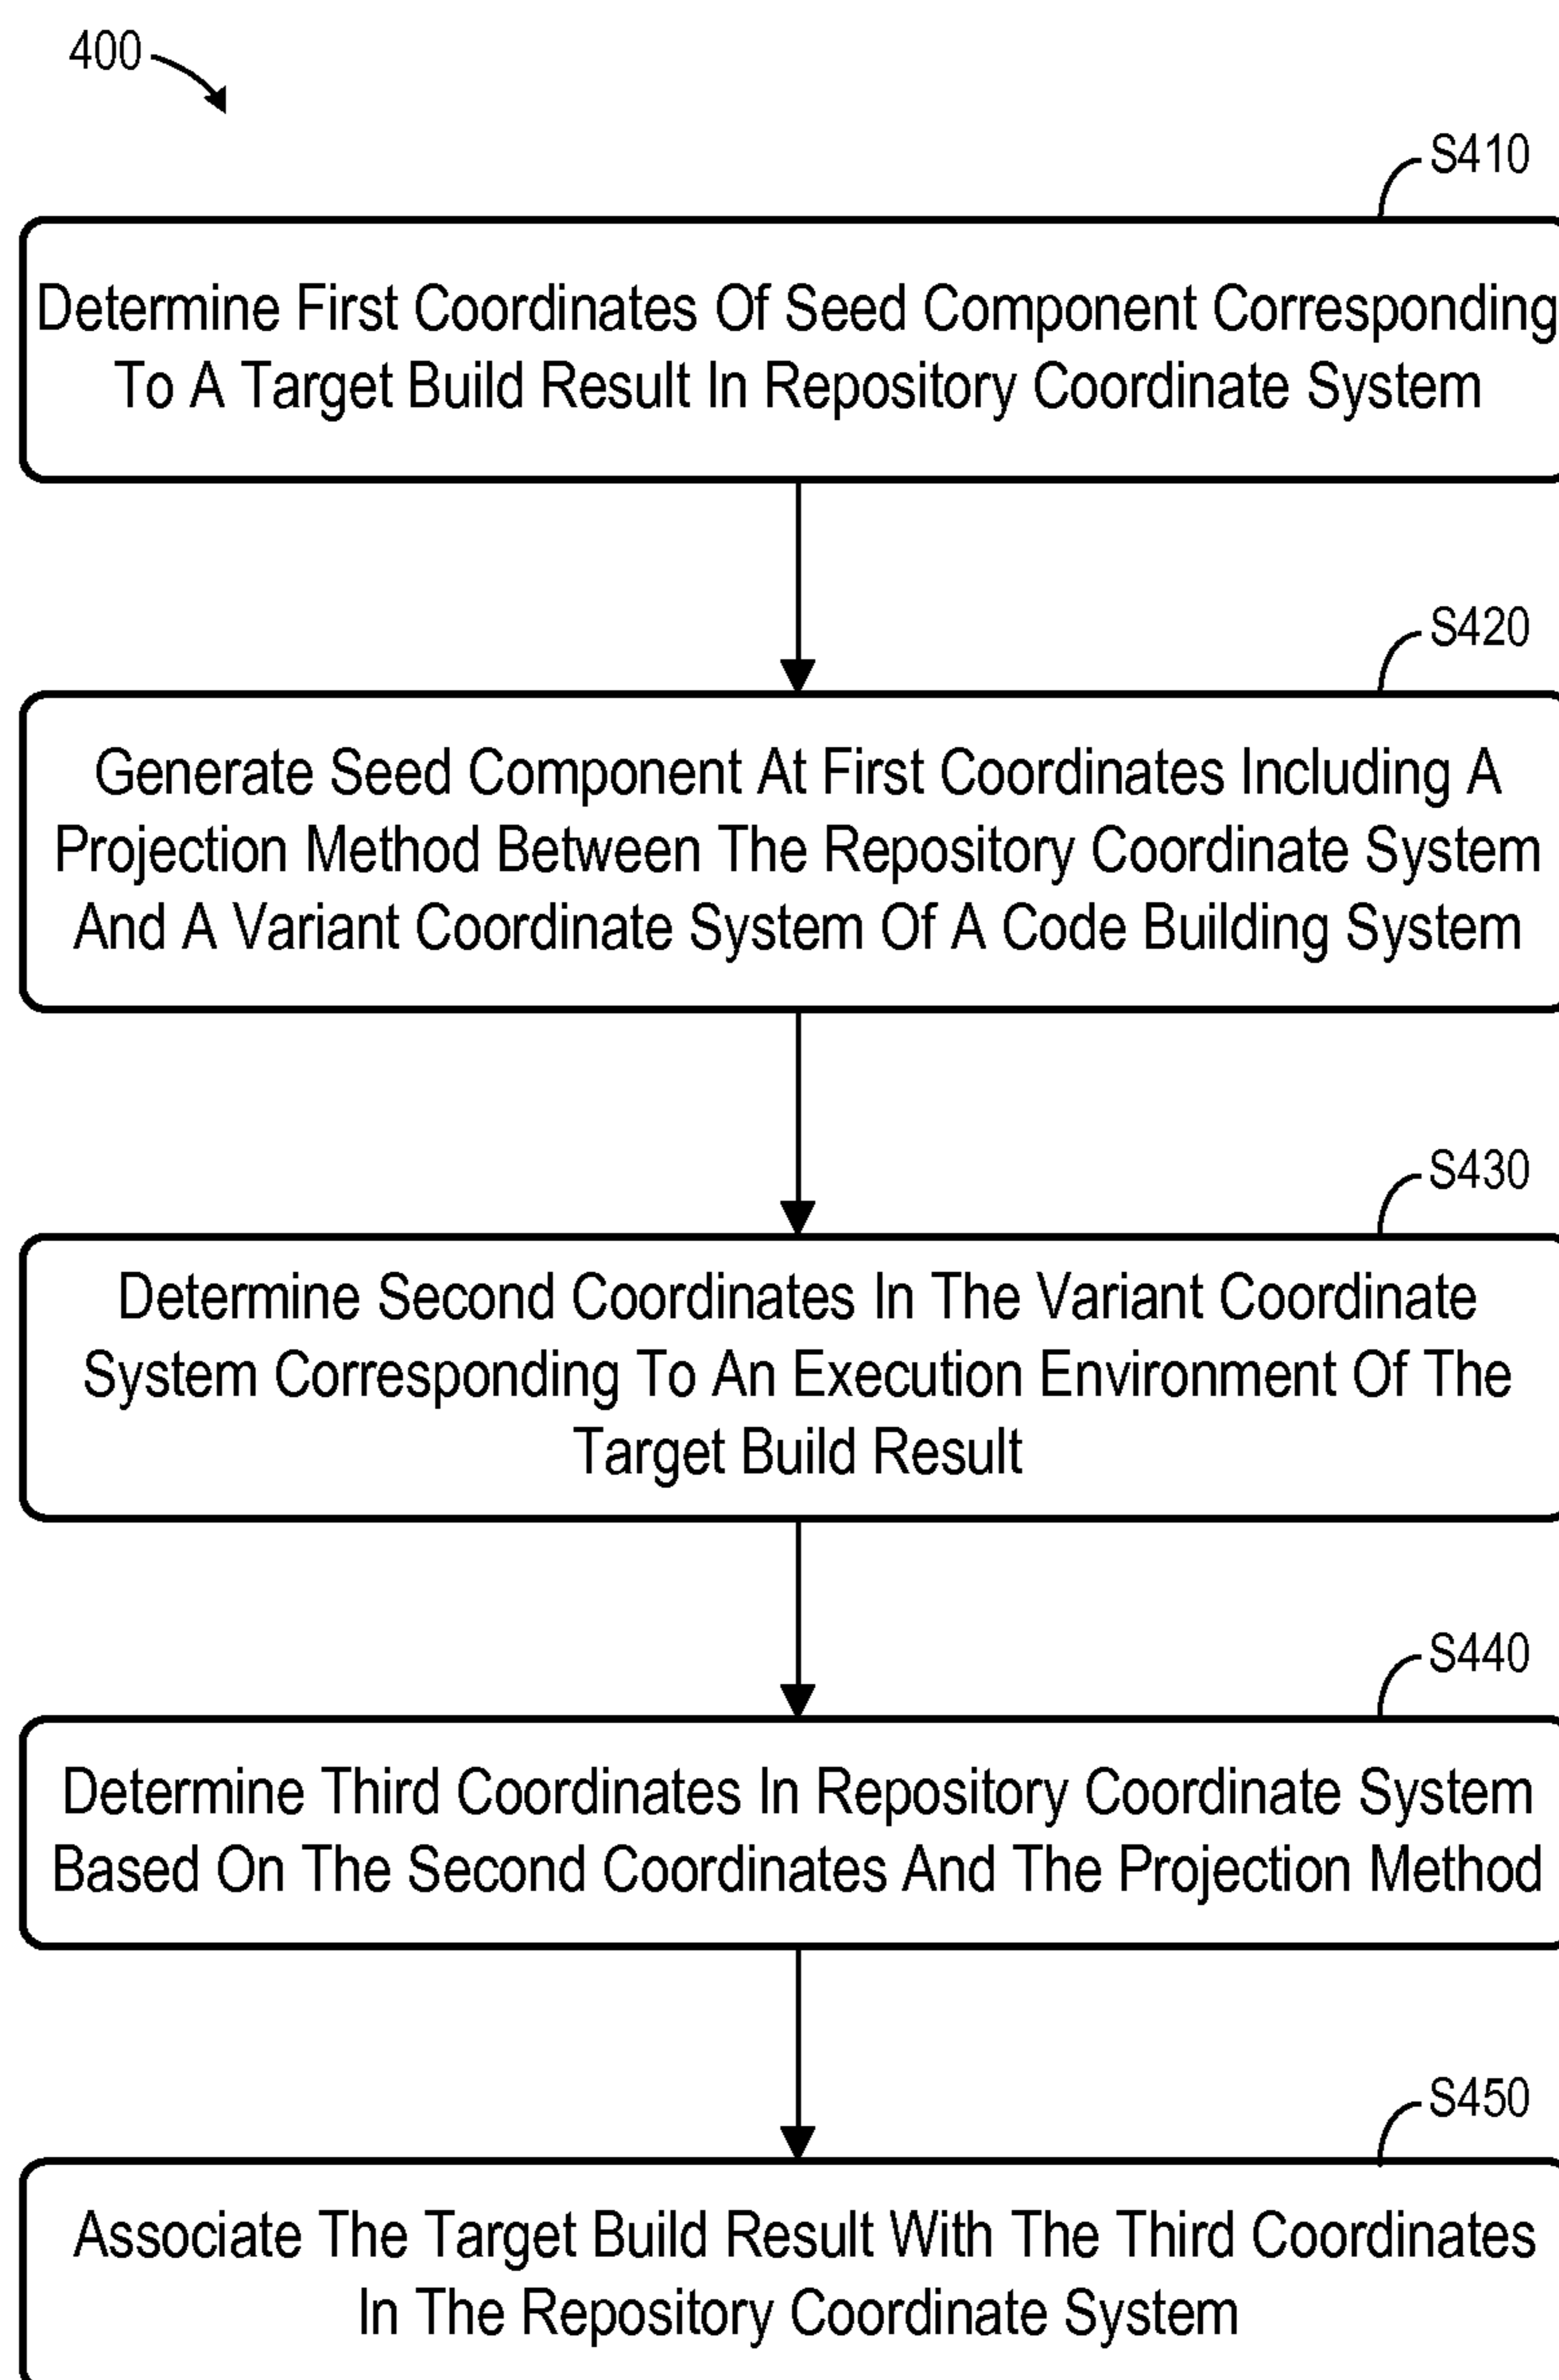 400
S410
Determine First Coordinates Of Seed Component Corresponding
To A Target Build Result In Repository Coordinate System
S420
Generate Seed Component At First Coordinates Including A
Projection Method Between The Repository Coordinate System
And A Variant Coordinate System Of A Code Building System
S430
Determine Second Coordinates In The Variant Coordinate
System Corresponding To An Execution Environment Of The
Target Build Result
S440
Determine Third Coordinates In Repository Coordinate System
Based On The Second Coordinates And The Projection Method
S450
Associate The Target Build Result With The Third Coordinates
In The Repository Coordinate System